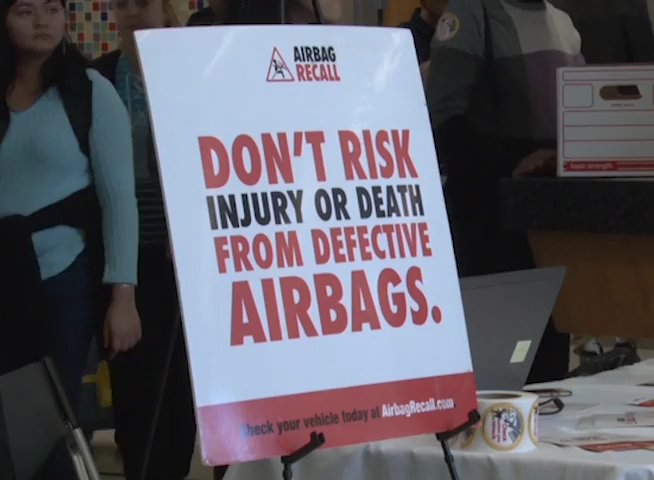 AIRBAG
RECALL
DON'T RISK
INJURY OR DEATH
FROM DEFECTIVE
AIRBAGS.
Check your vehicle today at AirbagRecall.com